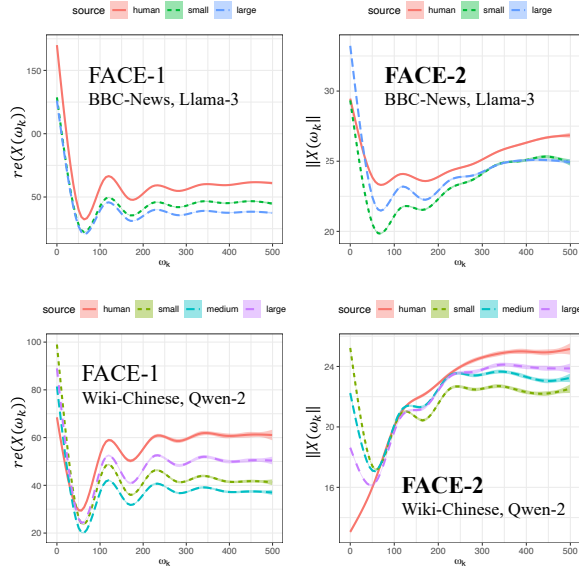 source human small large
source human small large
FACE-1
BBC-News, Llama-3
re(X(ωk))
150
00
50
0 100 200 300 400 500
ωk
FACE-2
BBC-News, Llama-3
||X(ωk||
30
25
20
0 100 200 300 400 500
ωk
source human small medium large
source human small medium large
FACE-1
Wiki-Chinese, Qwen-2
re(X(ωk))
100
80
60
40
20
0 100 200 300 400 500
ωk
FACE-2
Wiki-Chinese, Qwen-2
||X(ωk||
24
20
16
0 100 200 300 400 500
ωk